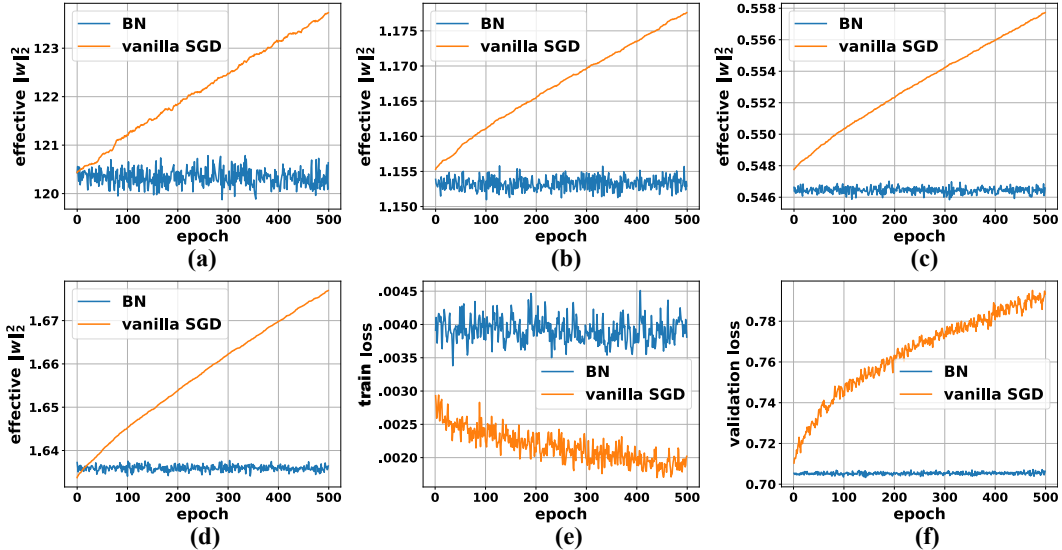 BN
vanilla SGD
effective ‖w‖₂²
123
122
121
120
0 100 200 300 400 500
epoch
(a)
BN
vanilla SGD
effective ‖w‖₂²
1.175
1.170
1.165
1.160
1.155
1.150
0 100 200 300 400 500
epoch
(b)
BN
vanilla SGD
effective ‖w‖₂²
0.558
0.556
0.554
0.552
0.550
0.548
0.546
0 100 200 300 400 500
epoch
(c)
BN
vanilla SGD
effective ‖w‖₂²
1.67
1.66
1.65
1.64
0 100 200 300 400 500
epoch
(d)
train loss
.0045
.0040
.0035
.0030
.0025
.0020
BN
vanilla SGD
0 100 200 300 400 500
epoch
(e)
validation loss
0.78
0.76
0.74
0.72
0.70
BN
vanilla SGD
0 100 200 300 400 500
epoch
(f)